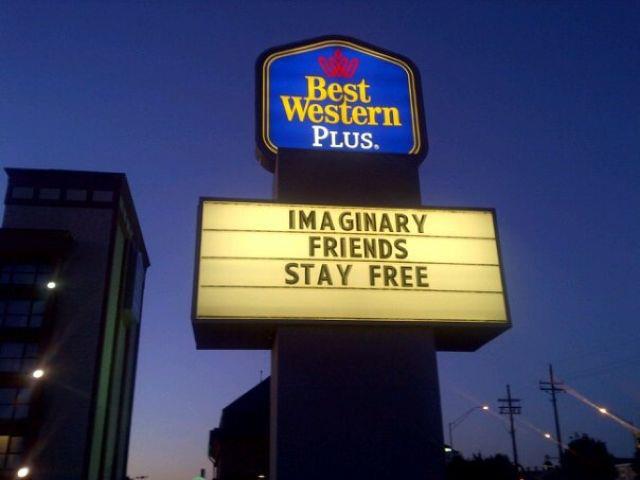 Best
Western
PLUS.
IMAGINARY
FRIENDS
STAY FREE